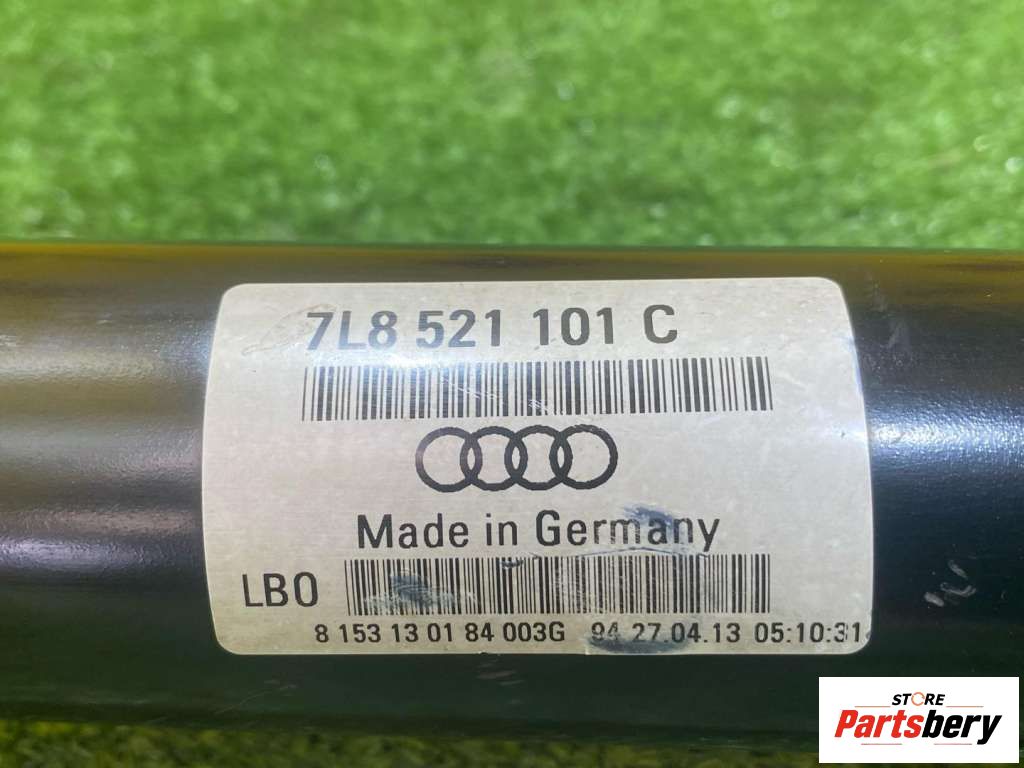 7L8 521 101 C
Made in Germany
LBO
8 153 13 01 84 003G 94 27.04.13 05:10:31
STORE
Partsbery